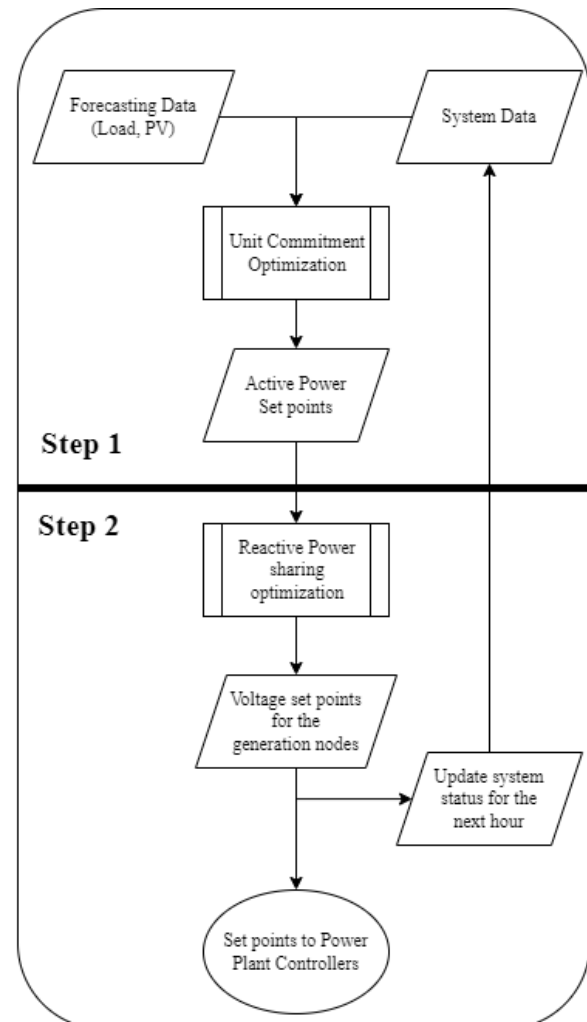 Forecasting Data
(Load, PV)
System Data
Unit Commitment
Optimization
Active Power
Set points
Step 1
Step 2
Reactive Power
sharing
optimization
Voltage set points
for the
generation nodes
Update system
status for the
next hour
Set points to Power
Plant Controllers